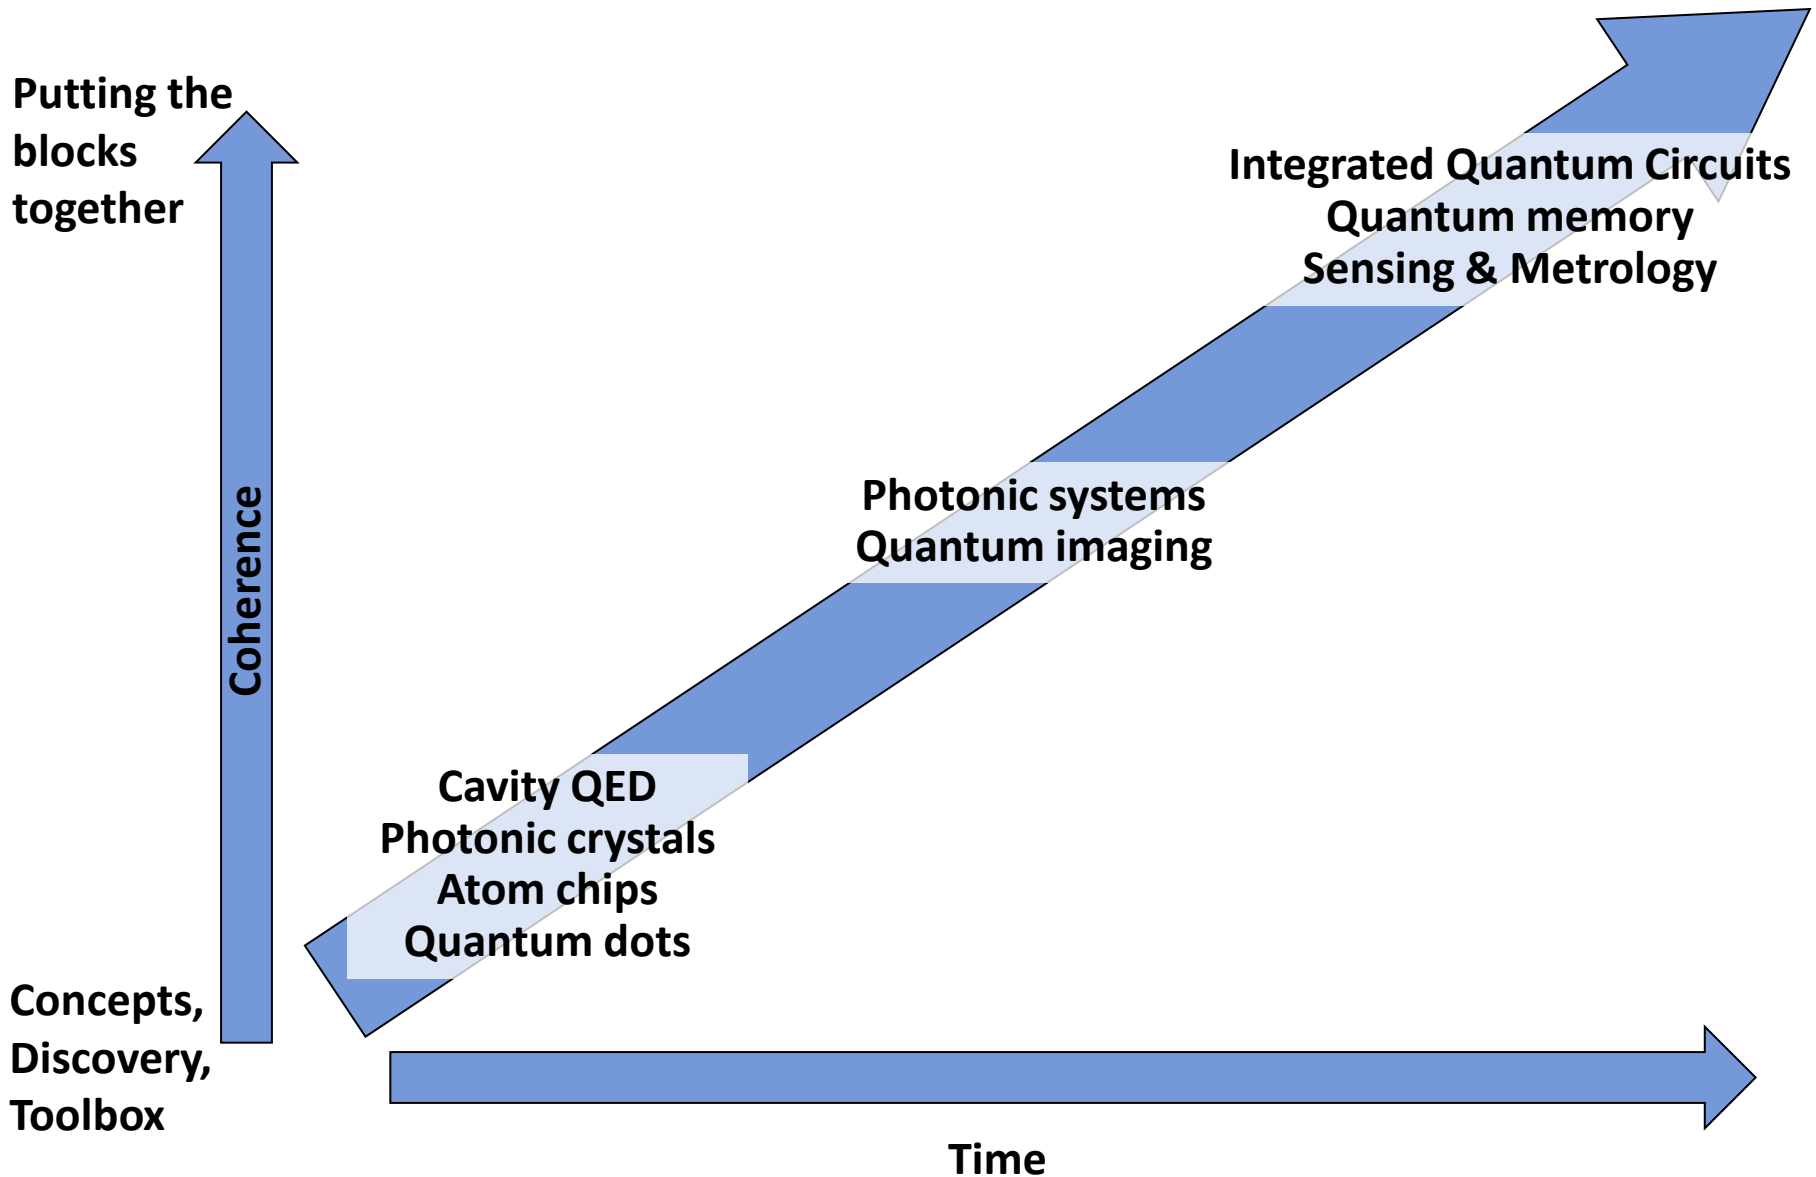 Putting the
blocks
together
Integrated Quantum Circuits
Quantum memory
Sensing & Metrology
Coherence
Photonic systems
Quantum imaging
Cavity QED
Photonic crystals
Atom chips
Quantum dots
Concepts,
Discovery,
Toolbox
Time